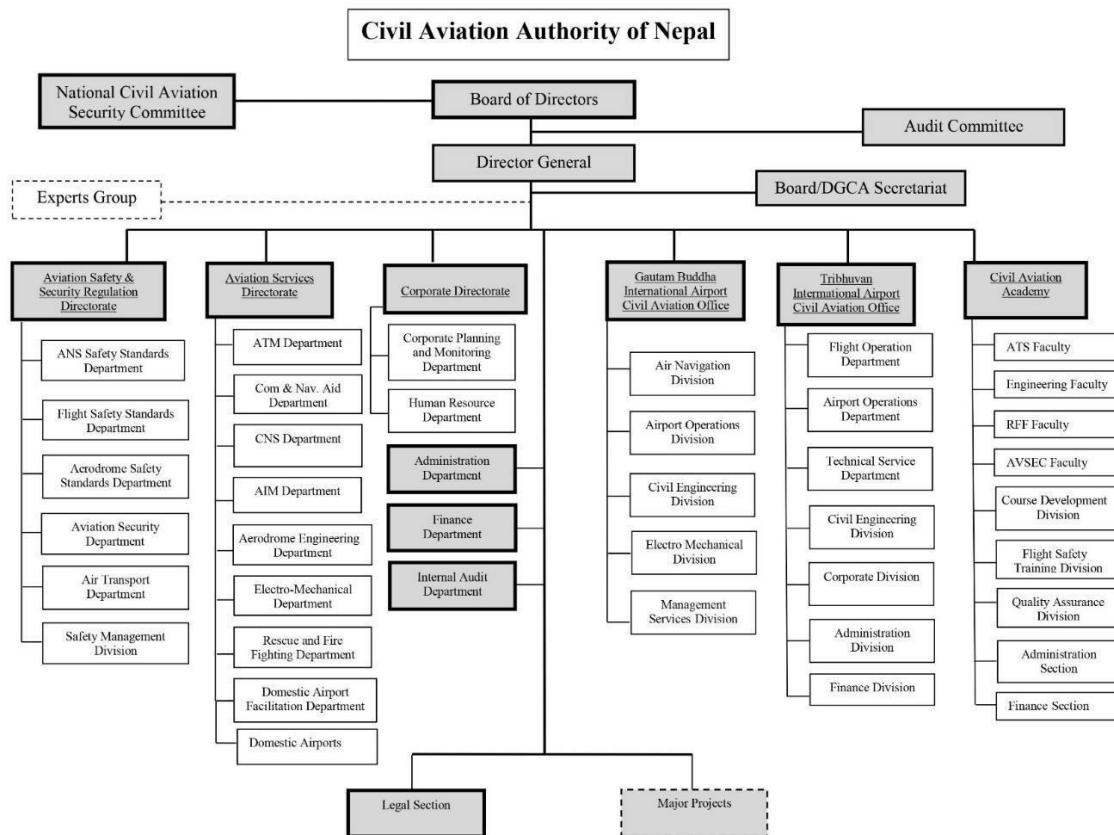 Civil Aviation Authority of Nepal
National Civil Aviation
Security Committee
Board of Directors
Audit Committee
Director General
Experts Group
Board/DGCA Secretariat
Aviation Safety &
Security Regulation
Directorate
ANS Safety Standards
Department
Flight Safety Standards
Department
Aerodrome Safety
Standards Department
Aviation Security
Department
Air Transport
Department
Safety Management
Division
Aviation Services
Directorate
ATM Department
Com & Nav. Aid
Department
CNS Department
AIM Department
Aerodrome Engineering
Department
Electro-Mechanical
Department
Rescue and Fire
Fighting Department
Domestic Airport
Facilitation Department
Domestic Airports
Corporate Directorate
Corporate Planning
and Monitoring
Department
Human Resource
Department
Administration
Department
Finance
Department
Internal Audit
Department
Gautam Buddha
International Airport
Civil Aviation Office
Air Navigation
Division
Airport Operations
Division
Civil Engineering
Division
Electro Mechanical
Division
Management
Services Division
Tribhuvan
International Airport
Civil Aviation Office
Flight Operation
Department
Airport Operations
Department
Technical Service
Department
Civil Engineering
Division
Corporate Division
Administration
Division
Finance Division
Civil Aviation
Academy
ATS Faculty
Engineering Faculty
RFF Faculty
AVSEC Faculty
Course Development
Division
Flight Safety
Training Division
Quality Assurance
Division
Administration
Section
Finance Section
Legal Section
Major Projects